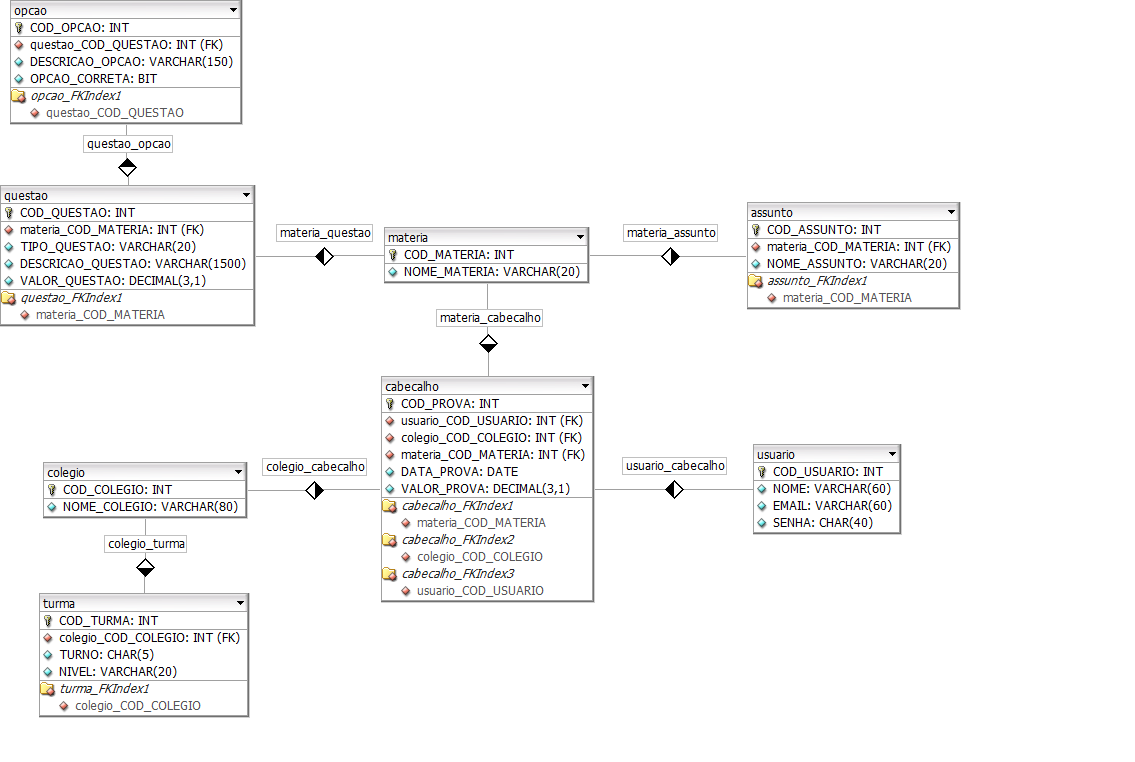 opcao
COD_OPCAO: INT
questao_COD_QUESTAO: INT (FK)
DESCRICAO_OPCAO: VARCHAR(150)
OPCAO_CORRETA: BIT
opcao_FKIndex1
questao_COD_QUESTAO
questao_opcao
questao
COD_QUESTAO: INT
materia_COD_MATERIA: INT (FK)
TIPO_QUESTAO: VARCHAR(20)
DESCRICAO_QUESTAO: VARCHAR(1500)
VALOR_QUESTAO: DECIMAL(3,1)
questao_FKIndex1
materia_COD_MATERIA
materia_questao
materia
COD_MATERIA: INT
NOME_MATERIA: VARCHAR(20)
materia_assunto
assunto
COD_ASSUNTO: INT
materia_COD_MATERIA: INT (FK)
NOME_ASSUNTO: VARCHAR(20)
assunto_FKIndex1
materia_COD_MATERIA
materia_cabecalho
cabecalho
COD_PROVA: INT
usuario_COD_USUARIO: INT (FK)
colegio_COD_COLEGIO: INT (FK)
materia_COD_MATERIA: INT (FK)
DATA_PROVA: DATE
VALOR_PROVA: DECIMAL(3,1)
cabecalho_FKIndex1
materia_COD_MATERIA
cabecalho_FKIndex2
colegio_COD_COLEGIO
cabecalho_FKIndex3
usuario_COD_USUARIO
colegio_cabecalho
colegio
COD_COLEGIO: INT
NOME_COLEGIO: VARCHAR(80)
usuario_cabecalho
usuario
COD_USUARIO: INT
NOME: VARCHAR(60)
EMAIL: VARCHAR(60)
SENHA: CHAR(40)
colegio_turma
turma
COD_TURMA: INT
colegio_COD_COLEGIO: INT (FK)
TURNO: CHAR(5)
NIVEL: VARCHAR(20)
turma_FKIndex1
colegio_COD_COLEGIO